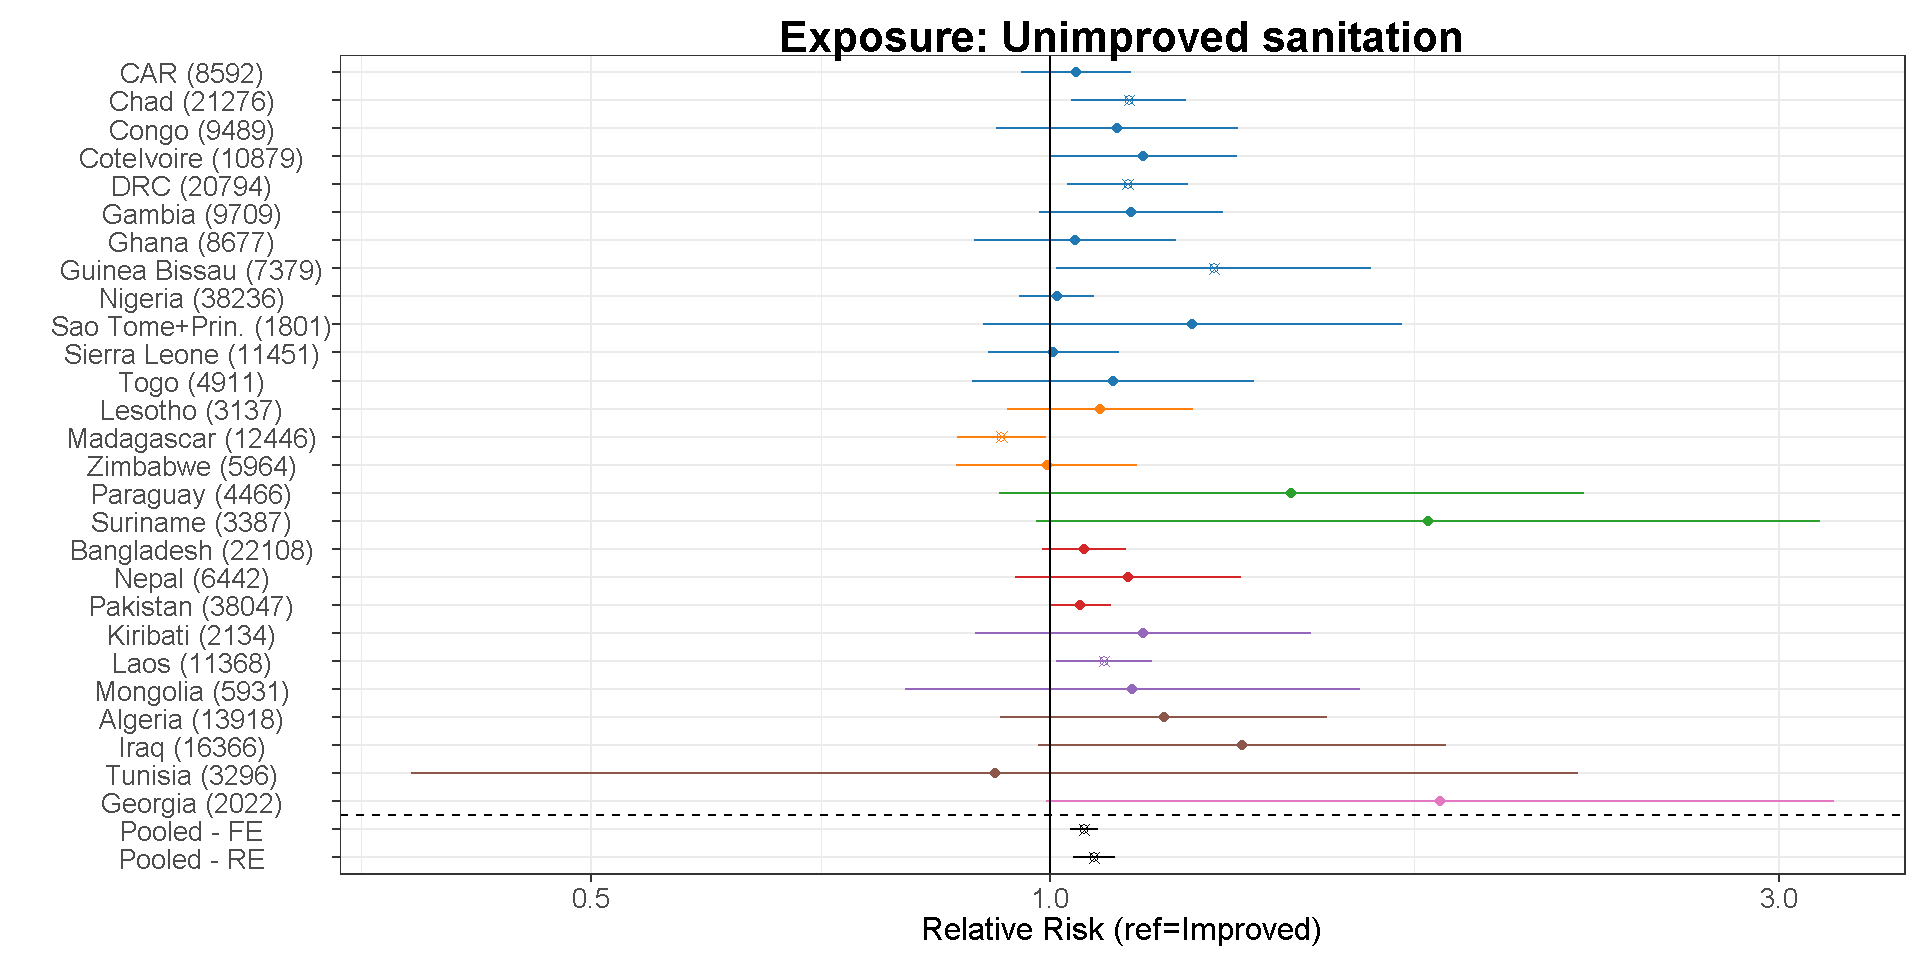 Exposure: Unimproved sanitation
CAR (8592)
Chad (21276)
Congo (9489)
CoteIvoire (10879)
DRC (20794)
Gambia (9709)
Ghana (8677)
Guinea Bissau (7379)
Nigeria (38236)
Sao Tome+Prin. (1801)
Sierra Leone (11451)
Togo (4911)
Lesotho (3137)
Madagascar (12446)
Zimbabwe (5964)
Paraguay (4466)
Suriname (3387)
Bangladesh (22108)
Nepal (6442)
Pakistan (38047)
Kiribati (2134)
Laos (11368)
Mongolia (5931)
Algeria (13918)
Iraq (16366)
Tunisia (3296)
Georgia (2022)
Pooled - FE
Pooled - RE
0.5 1.0 3.0
Relative Risk (ref=Improved)